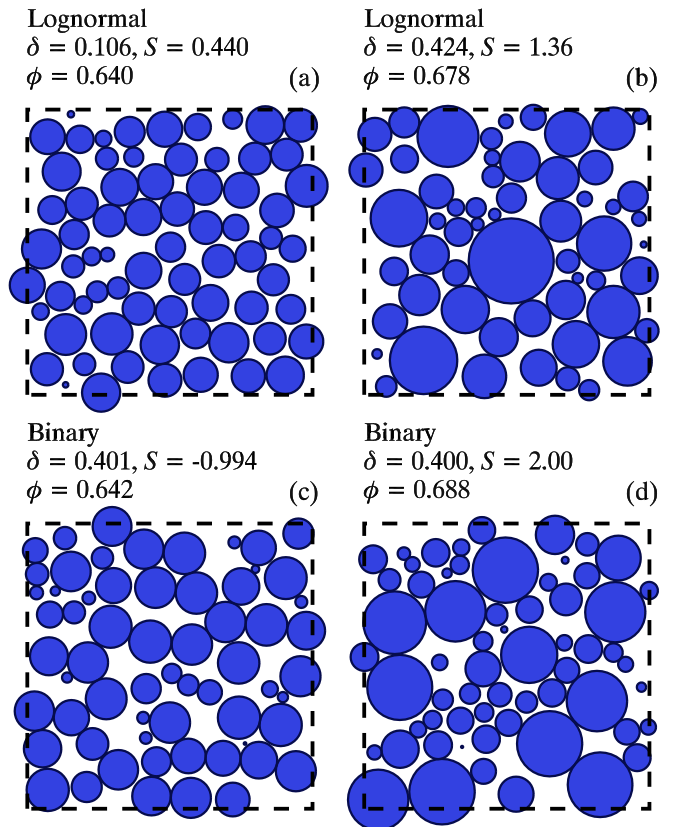 Lognormal
δ = 0.106, S = 0.440
ϕ = 0.640 (a)
Lognormal
δ = 0.424, S = 1.36
ϕ = 0.678 (b)
Binary
δ = 0.401, S = -0.994
ϕ = 0.642 (c)
Binary
δ = 0.400, S = 2.00
ϕ = 0.688 (d)